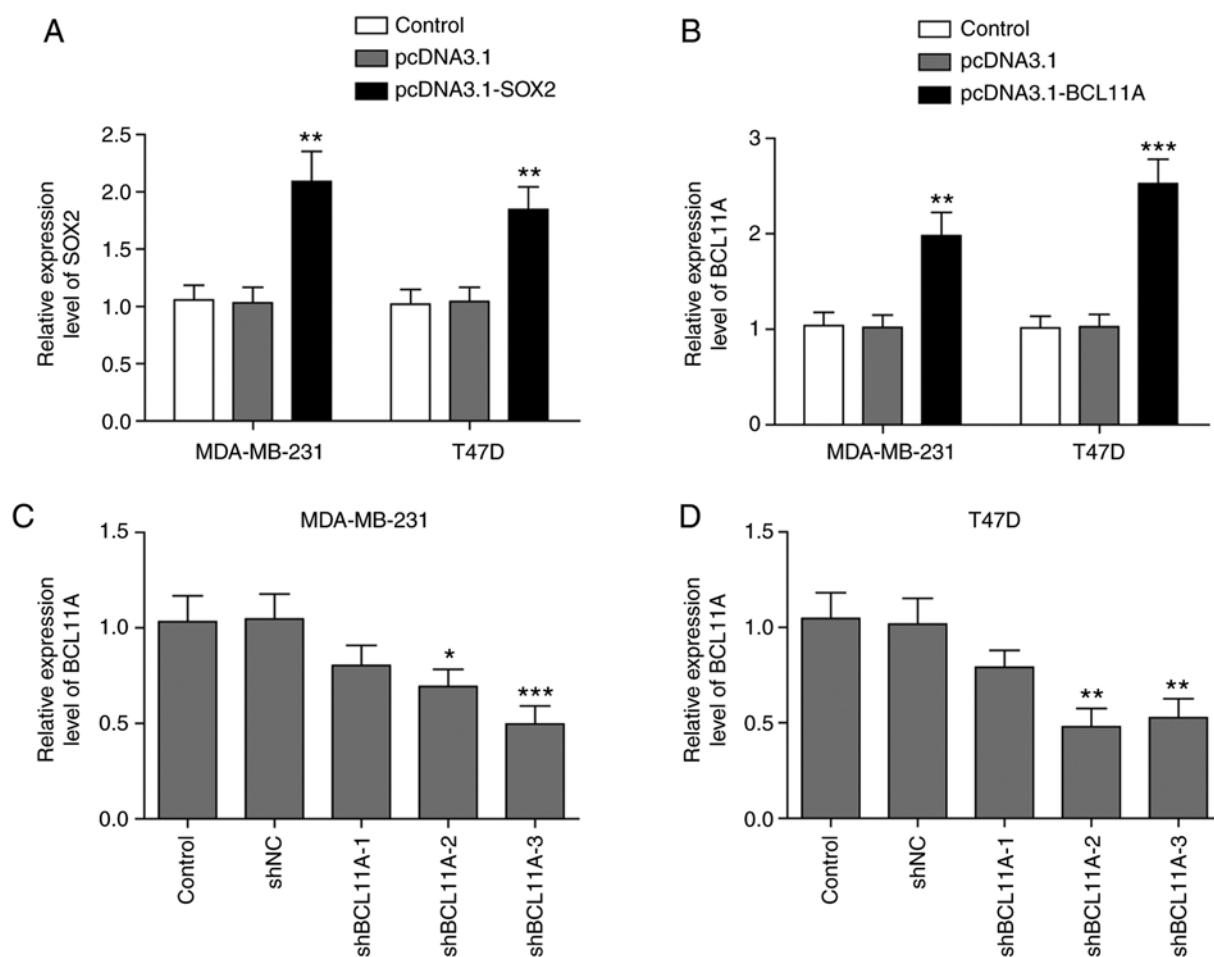 A
Control
pcDNA3.1
pcDNA3.1-SOX2
Relative expression
level of SOX2
2.5
2.0
1.5
1.0
0.5
0.0
**
**
MDA-MB-231
T47D
B
Control
pcDNA3.1
pcDNA3.1-BCL11A
Relative expression
level of BCL11A
3
2
1
0
**
***
MDA-MB-231
T47D
C
MDA-MB-231
Relative expression
level of BCL11A
1.5
1.0
0.5
0.0
*
***
Control
shNC
shBCL11A-1
shBCL11A-2
shBCL11A-3
D
T47D
Relative expression
level of BCL11A
1.5
1.0
0.5
0.0
**
**
Control
shNC
shBCL11A-1
shBCL11A-2
shBCL11A-3